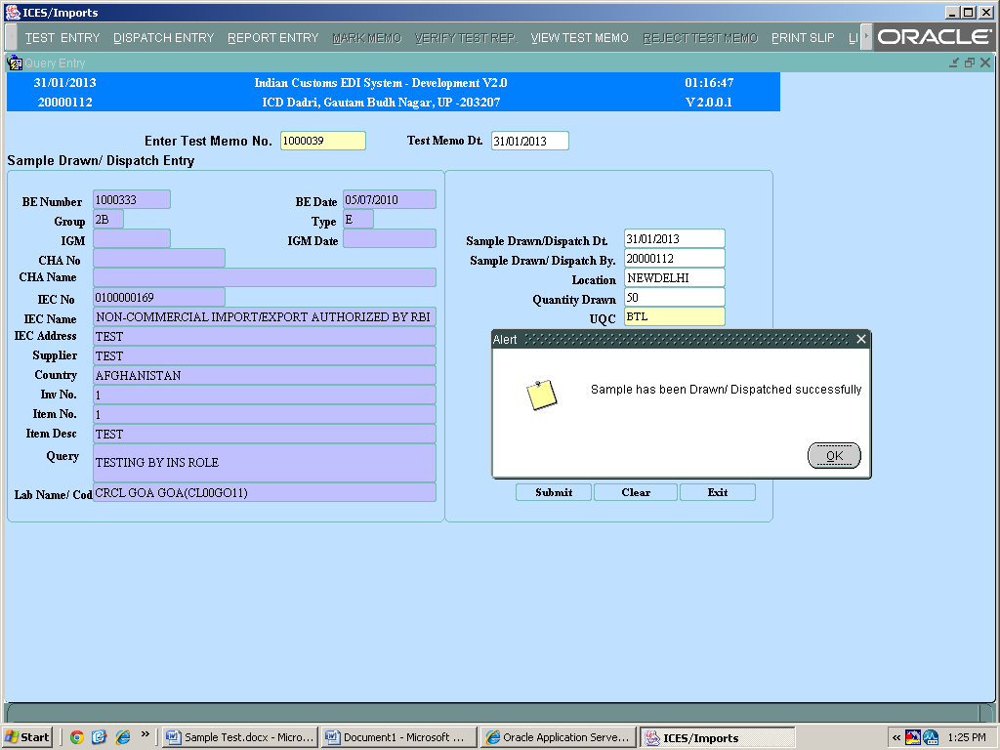 ICES/Imports
TEST ENTRY DISPATCH ENTRY REPORT ENTRY MARK MEMO VERIFY TEST REP. VIEW TEST MEMO REJECT TEST MEMO PRINT SLIP LI ORACLE
Query Entry
31/01/2013 Indian Customs EDI System - Development V2.0 01:16:47
20000112 ICD Dadri, Gautam Budh Nagar, UP -203207 V 2.0.0.1
Enter Test Memo No. 1000039 Test Memo Dt. 31/01/2013
Sample Drawn/ Dispatch Entry
BE Number 1000333 BE Date 05/07/2010
Group 2B Type E
IGM IGM Date
CHA No
CHA Name
IEC No 0100000169
IEC Name NON-COMMERCIAL IMPORT/EXPORT AUTHORIZED BY RBI
IEC Address TEST
Supplier TEST
Country AFGHANISTAN
Inv No. 1
Item No. 1
Item Desc TEST
Query TESTING BY INS ROLE
Lab Name/ Cod CRCL GOA GOA(CL00GO11)
Sample Drawn/Dispatch Dt. 31/01/2013
Sample Drawn/ Dispatch By. 20000112
Location NEWDELHI
Quantity Drawn 50
UQC BTL
Alert
Sample has been Drawn/ Dispatched successfully
OK
Submit Clear Exit
Start » Sample Test.docx - Micro... Document1 - Microsoft ... Oracle Application Serve... ICES/Imports « 1:25 PM